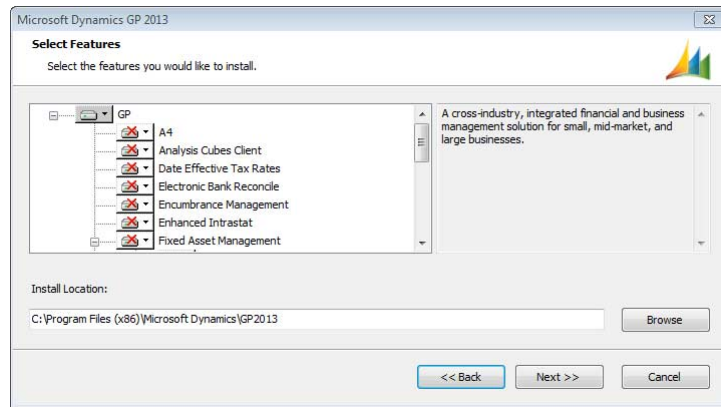 Microsoft Dynamics GP 2013
Select Features
Select the features you would like to install.
GP
A4
Analysis Cubes Client
Date Effective Tax Rates
Electronic Bank Reconcile
Encumbrance Management
Enhanced Intrastat
Fixed Asset Management
A cross-industry, integrated financial and business
management solution for small, mid-market, and
large businesses.
Install Location:
C:\Program Files (x86)\Microsoft Dynamics\GP2013
Browse
<< Back
Next >>
Cancel